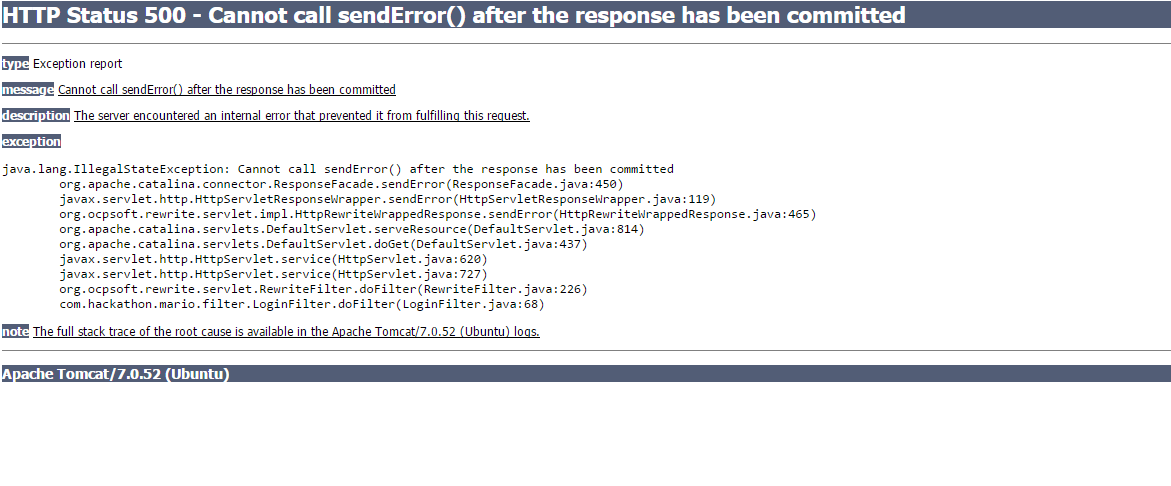 HTTP Status 500 - Cannot call sendError() after the response has been committed
type Exception report
message Cannot call sendError() after the response has been committed
description The server encountered an internal error that prevented it from fulfilling this request.
exception
java.lang.IllegalStateException: Cannot call sendError() after the response has been committed
org.apache.catalina.connector.ResponseFacade.sendError(ResponseFacade.java:450)
javax.servlet.http.HttpServletResponseWrapper.sendError(HttpServletResponseWrapper.java:119)
org.ocpsoft.rewrite.servlet.impl.HttpRewriteWrappedResponse.sendError(HttpRewriteWrappedResponse.java:465)
org.apache.catalina.servlets.DefaultServlet.serveResource(DefaultServlet.java:814)
org.apache.catalina.servlets.DefaultServlet.doGet(DefaultServlet.java:437)
javax.servlet.http.HttpServlet.service(HttpServlet.java:620)
javax.servlet.http.HttpServlet.service(HttpServlet.java:727)
org.ocpsoft.rewrite.servlet.RewriteFilter.doFilter(RewriteFilter.java:226)
com.hackathon.mario.filter.LoginFilter.doFilter(LoginFilter.java:68)
note The full stack trace of the root cause is available in the Apache Tomcat/7.0.52 (Ubuntu) logs.
Apache Tomcat/7.0.52 (Ubuntu)